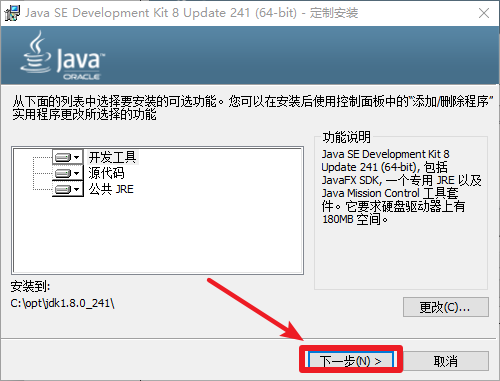 Java SE Development Kit 8 Update 241 (64-bit) - 定制安装
Java
ORACLE
从下面的列表中选择要安装的可选功能。您可以在安装后使用控制面板中的“添加/删除程序”
实用程序更改所选择的功能
开发工具
源代码
公共 JRE
功能说明
Java SE Development Kit 8
Update 241 (64-bit), 包括
JavaFX SDK, 一个专用 JRE 以及
Java Mission Control 工具套
件。它要求硬盘驱动器上有
180MB 空间。
安装到:
C:\opt\jdk1.8.0_241\
更改(C)...
下一步(N) >
取消